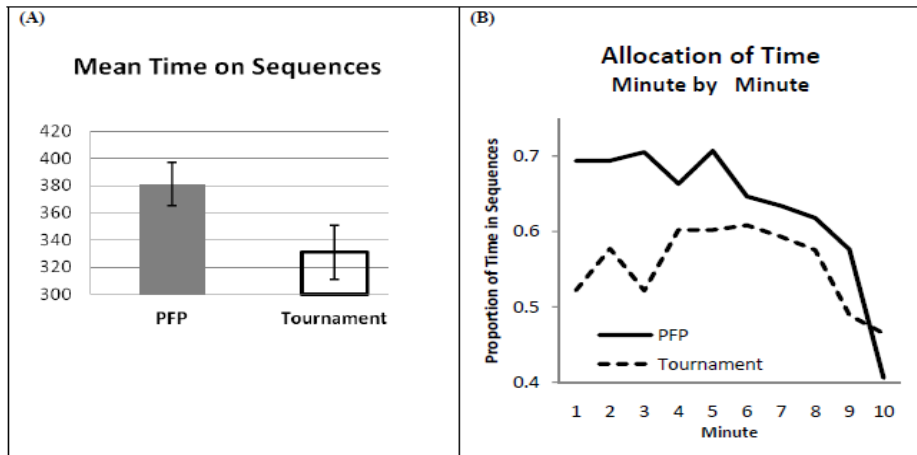 (A)
Mean Time on Sequences
420
400
380
360
340
320
300
PFP Tournament
(B)
Allocation of Time
Minute by Minute
Proportion of Time in Sequences
0.7
0.6
0.5
0.4
PFP
Tournament
1 2 3 4 5 6 7 8 9 10
Minute